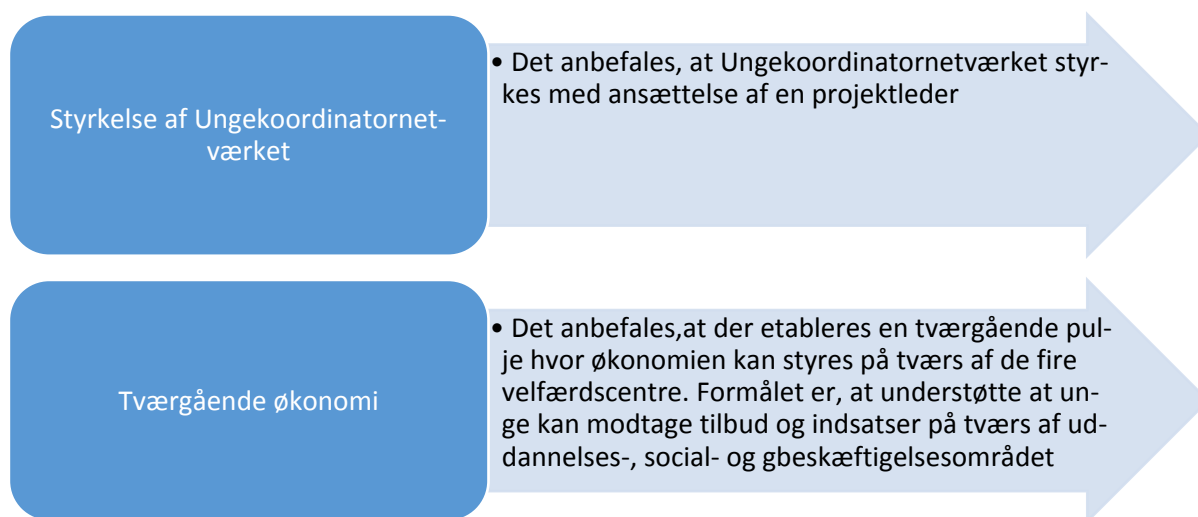 Styrkelse af Ungekoordinatornet-
værket
• Det anbefales, at Ungekoordinatornetværket styr-
kes med ansættelse af en projektleder
Tværgående økonomi
• Det anbefales,at der etableres en tværgående pul-
je hvor økonomien kan styres på tværs af de fire
velfærdscentre. Formålet er, at understøtte at un-
ge kan modtage tilbud og indsatser på tværs af ud-
dannelses-, social- og gbeskæftigelsesområdet